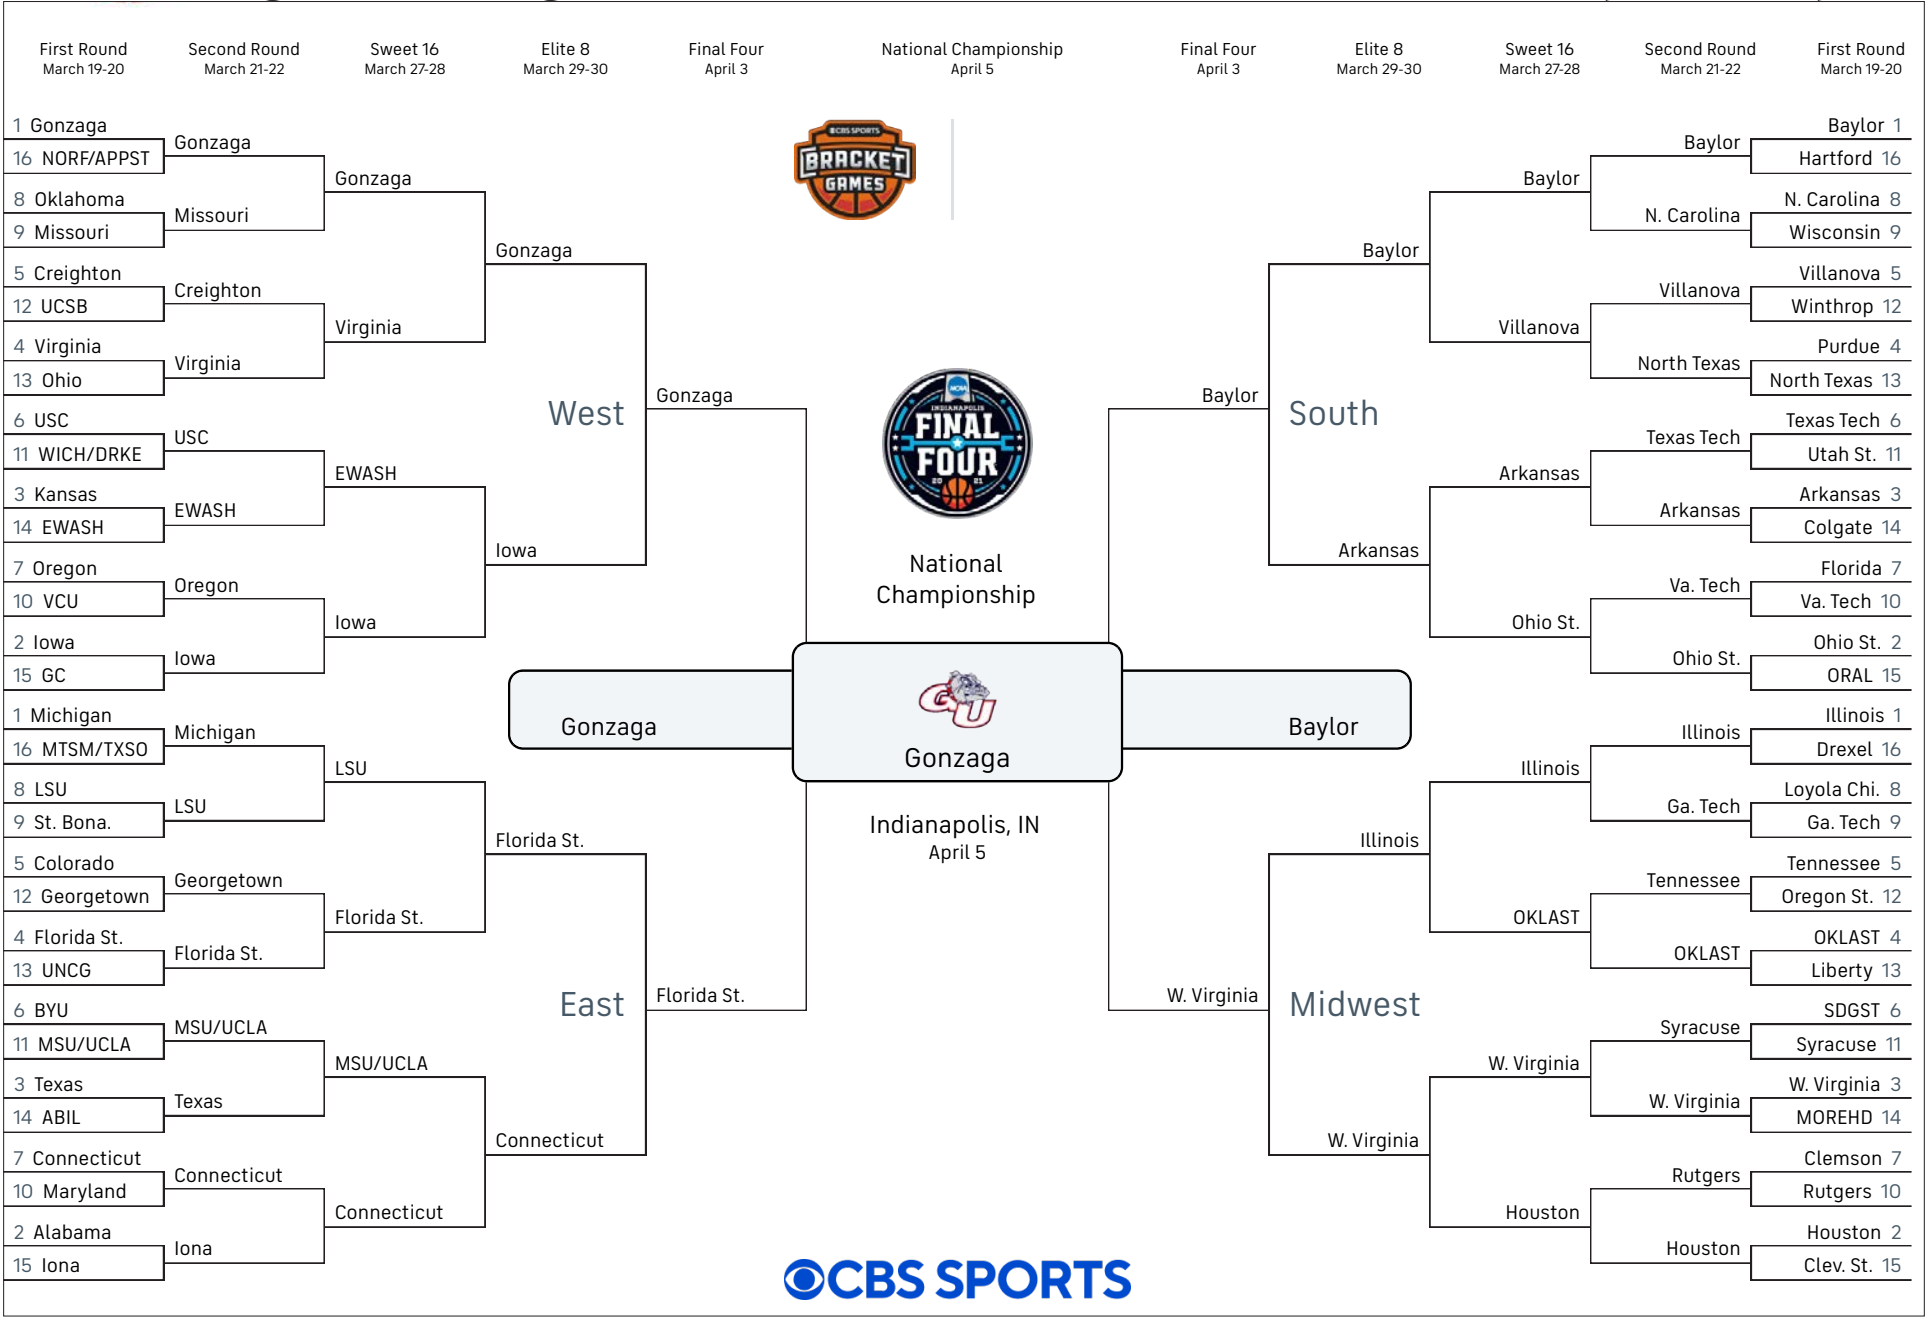 First Round
March 19-20
Second Round
March 21-22
Sweet 16
March 27-28
Elite 8
March 29-30
Final Four
April 3
National Championship
April 5
Final Four
April 3
Elite 8
March 29-30
Sweet 16
March 27-28
Second Round
March 21-22
First Round
March 19-20
1 Gonzaga
16 NORF/APPST
8 Oklahoma
9 Missouri
5 Creighton
12 UCSB
4 Virginia
13 Ohio
6 USC
11 WICH/DRKE
3 Kansas
14 EWASH
7 Oregon
10 VCU
2 Iowa
15 GC
1 Michigan
16 MTSM/TXSO
8 LSU
9 St. Bona.
5 Colorado
12 Georgetown
4 Florida St.
13 UNCG
6 BYU
11 MSU/UCLA
3 Texas
14 ABIL
7 Connecticut
10 Maryland
2 Alabama
15 Iona
Gonzaga
Missouri
Creighton
Virginia
USC
EWASH
Oregon
Iowa
Michigan
LSU
Georgetown
Florida St.
MSU/UCLA
Texas
Connecticut
Iona
Gonzaga
Virginia
EWASH
Iowa
LSU
Florida St.
MSU/UCLA
Connecticut
Gonzaga
Iowa
Florida St.
Connecticut
West
East
Gonzaga
Florida St.
CBS SPORTS
BRACKET
GAMES
NCAA
INDIANAPOLIS
FINAL
FOUR
20 21
National
Championship
Gonzaga
GU
Gonzaga
Baylor
Indianapolis, IN
April 5
CBS SPORTS
Baylor
W. Virginia
South
Midwest
Baylor
Arkansas
Illinois
W. Virginia
Baylor
Villanova
Arkansas
Ohio St.
Illinois
OKLAST
W. Virginia
Houston
Baylor
N. Carolina
Villanova
North Texas
Texas Tech
Arkansas
Va. Tech
Ohio St.
Illinois
Ga. Tech
Tennessee
OKLAST
Syracuse
W. Virginia
Rutgers
Houston
Baylor 1
Hartford 16
N. Carolina 8
Wisconsin 9
Villanova 5
Winthrop 12
Purdue 4
North Texas 13
Texas Tech 6
Utah St. 11
Arkansas 3
Colgate 14
Florida 7
Va. Tech 10
Ohio St. 2
ORAL 15
Illinois 1
Drexel 16
Loyola Chi. 8
Ga. Tech 9
Tennessee 5
Oregon St. 12
OKLAST 4
Liberty 13
SDGST 6
Syracuse 11
W. Virginia 3
MOREHD 14
Clemson 7
Rutgers 10
Houston 2
Clev. St. 15